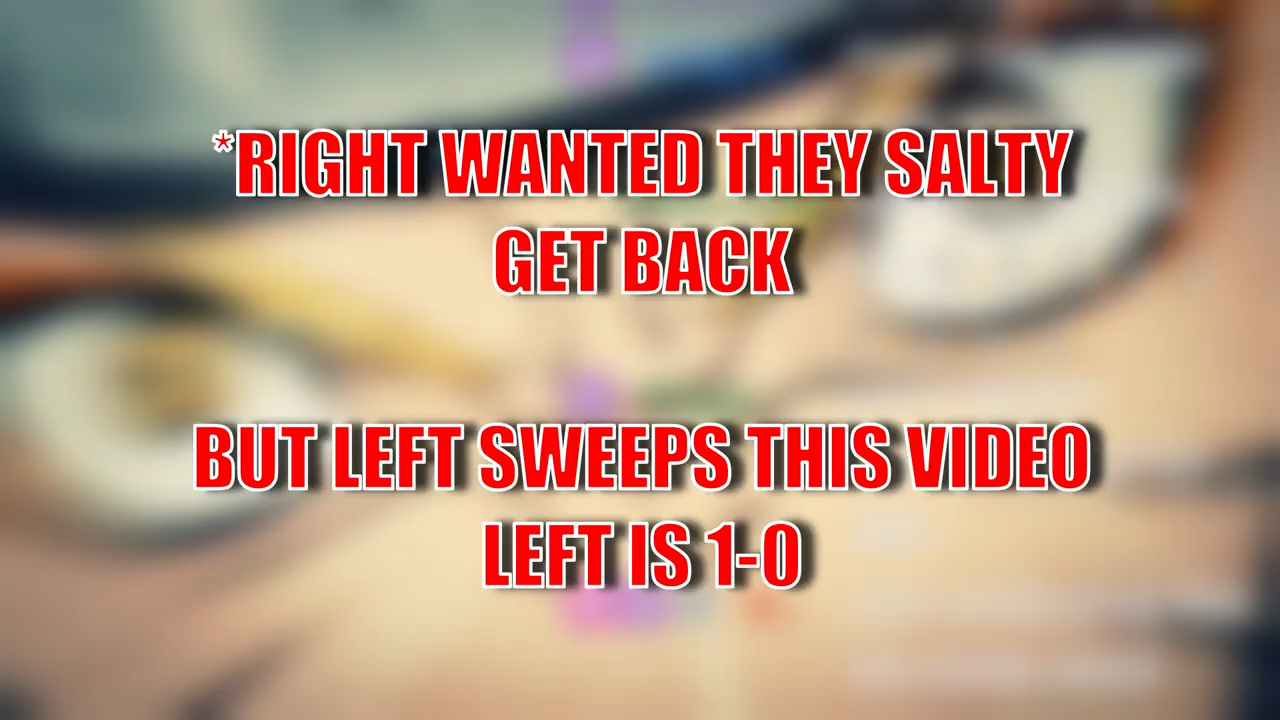 *RIGHT WANTED THEY SALTY
GET BACK
BUT LEFT SWEEPS THIS VIDEO
LEFT IS 1-0